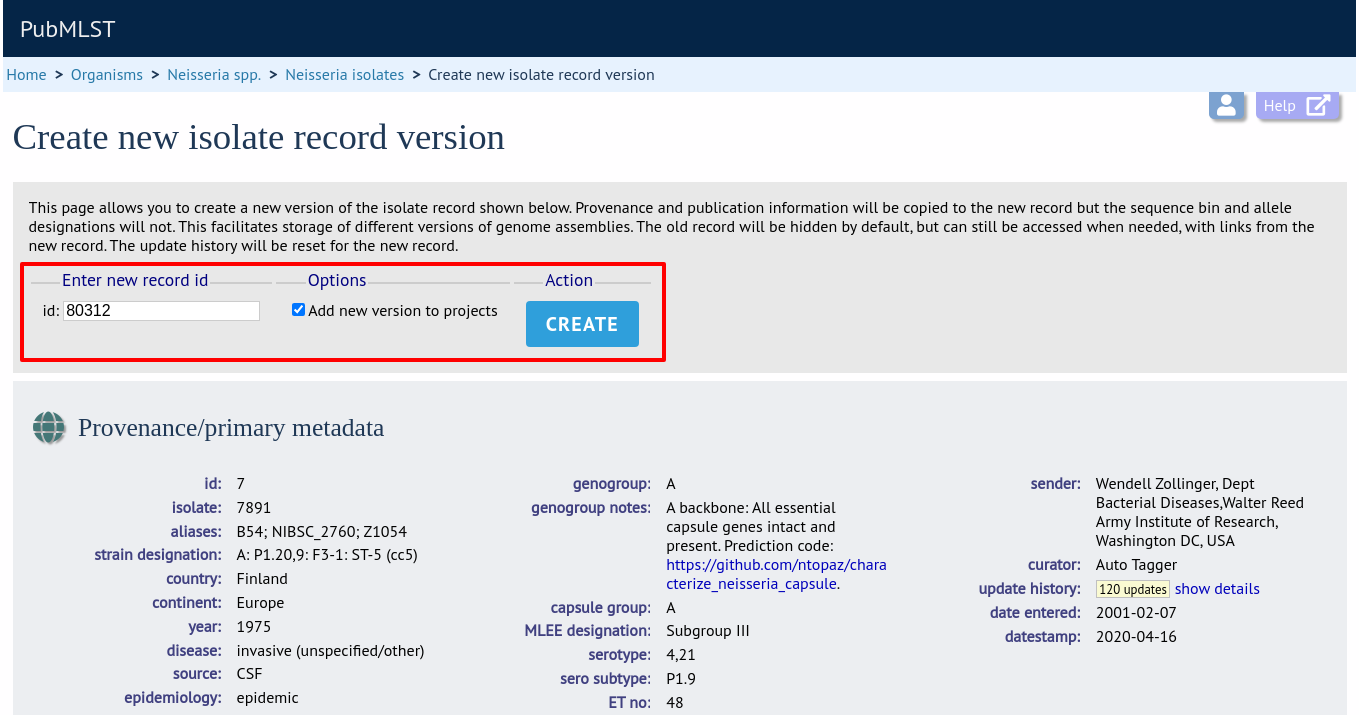 PubMLST
Home > Organisms > Neisseria spp. > Neisseria isolates > Create new isolate record version
Help
Create new isolate record version
This page allows you to create a new version of the isolate record shown below. Provenance and publication information will be copied to the new record but the sequence bin and allele
designations will not. This facilitates storage of different versions of genome assemblies. The old record will be hidden by default, but can still be accessed when needed, with links from the
new record. The update history will be reset for the new record.
Enter new record id
id: 80312
Options
Add new version to projects
Action
CREATE
Provenance/primary metadata
id: 7
isolate: 7891
aliases: B54; NIBSC_2760; Z1054
strain designation: A: P1.20,9: F3-1: ST-5 (cc5)
country: Finland
continent: Europe
year: 1975
disease: invasive (unspecified/other)
source: CSF
epidemiology: epidemic
genogroup: A
genogroup notes: A backbone: All essential
capsule genes intact and
present. Prediction code:
https://github.com/ntopaz/chara
cterize_neisseria_capsule.
capsule group: A
MLEE designation: Subgroup III
serotype: 4,21
sero subtype: P1.9
ET no: 48
sender: Wendell Zollinger, Dept
Bacterial Diseases,Walter Reed
Army Institute of Research,
Washington DC, USA
curator: Auto Tagger
update history: 120 updates show details
date entered: 2001-02-07
datestamp: 2020-04-16